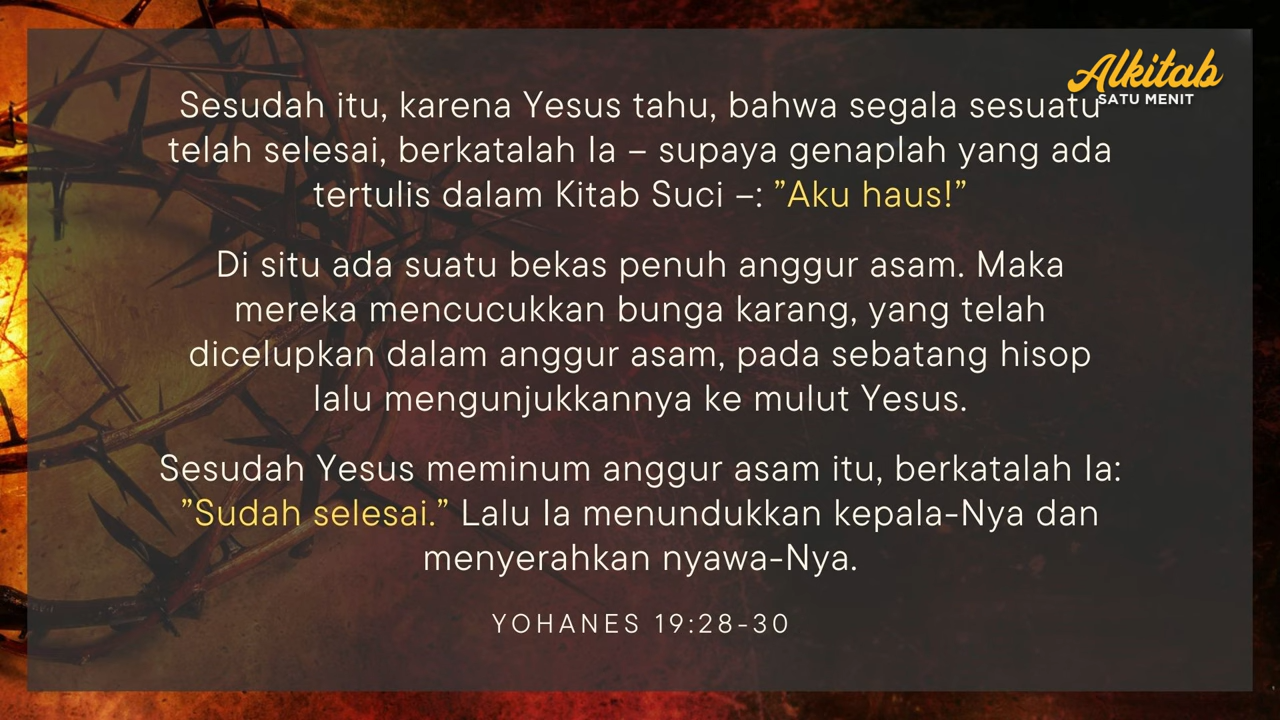 Alkitab
SATU MENIT
Sesudah itu, karena Yesus tahu, bahwa segala sesuatu
telah selesai, berkatalah Ia – supaya genaplah yang ada
tertulis dalam Kitab Suci –: ”Aku haus!”
Di situ ada suatu bekas penuh anggur asam. Maka
mereka mencucukkan bunga karang, yang telah
dicelupkan dalam anggur asam, pada sebatang hisop
lalu mengunjukkannya ke mulut Yesus.
Sesudah Yesus meminum anggur asam itu, berkatalah Ia:
”Sudah selesai.” Lalu Ia menundukkan kepala-Nya dan
menyerahkan nyawa-Nya.
YOHANES 19:28-30